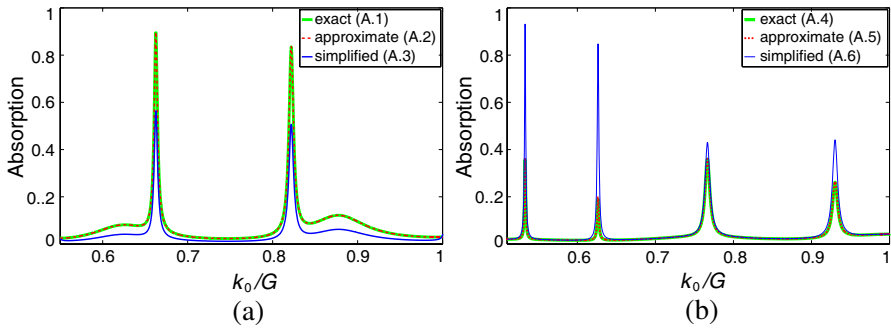 1
0.8
0.6
0.4
0.2
0
Absorption
exact (A.1)
approximate (A.2)
simplified (A.3)
0.6 0.7 0.8 0.9 1
k₀/G
(a)
1
0.8
0.6
0.4
0.2
0
Absorption
exact (A.4)
approximate (A.5)
simplified (A.6)
0.6 0.7 0.8 0.9 1
k₀/G
(b)